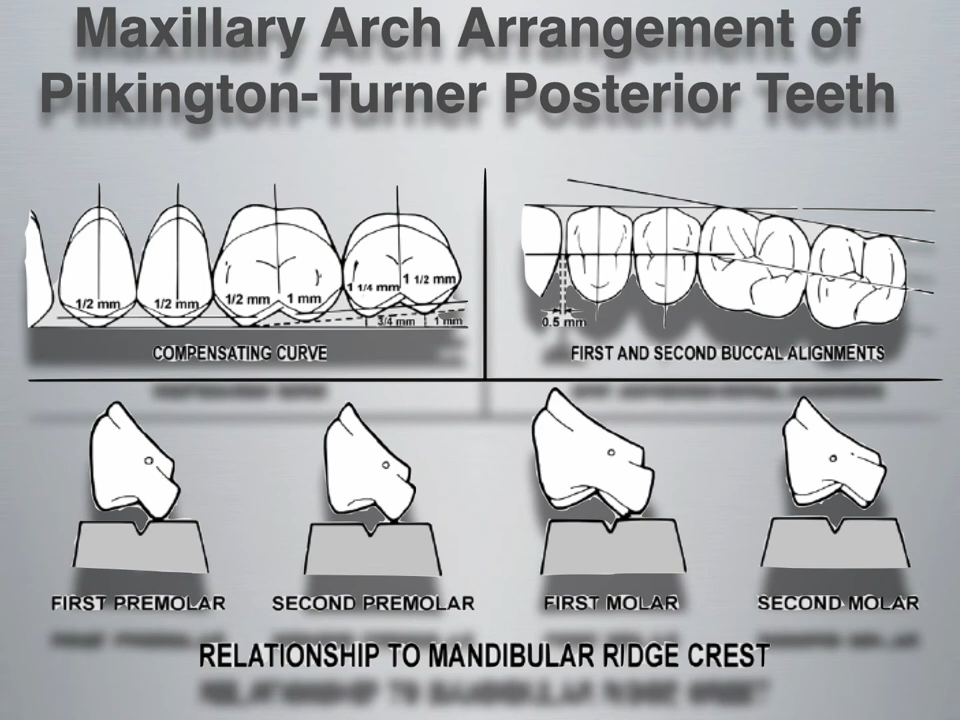 Maxillary Arch Arrangement of
Pilkington-Turner Posterior Teeth
1/2 mm
1/2 mm
1/2 mm
1 mm
1 1/4 mm
1 1/2 mm
3/4 mm
1 mm
COMPENSATING CURVE
0.5 mm
FIRST AND SECOND BUCCAL ALIGNMENTS
FIRST PREMOLAR
SECOND PREMOLAR
FIRST MOLAR
SECOND MOLAR
RELATIONSHIP TO MANDIBULAR RIDGE CREST